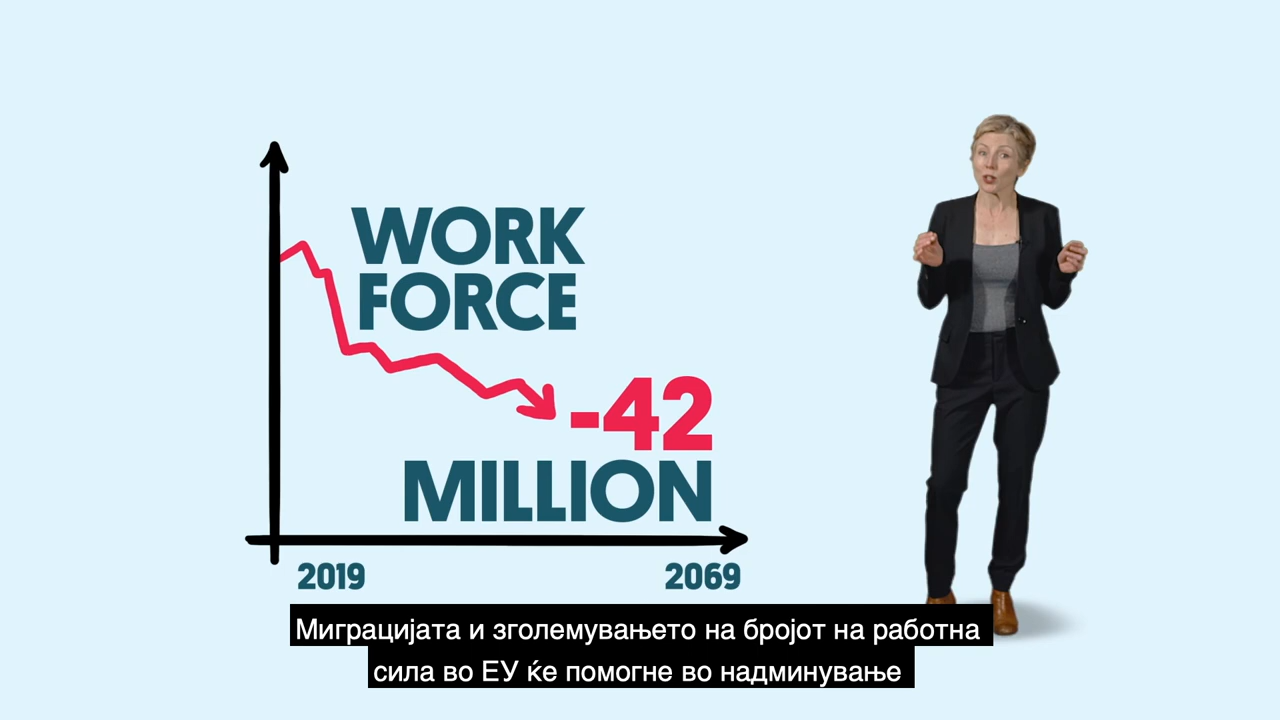 WORK
FORCE
-42
MILLION
2019 2069
Миграцијата и зголемувањето на бројот на работна
сила во ЕУ ќе помогне во надминување